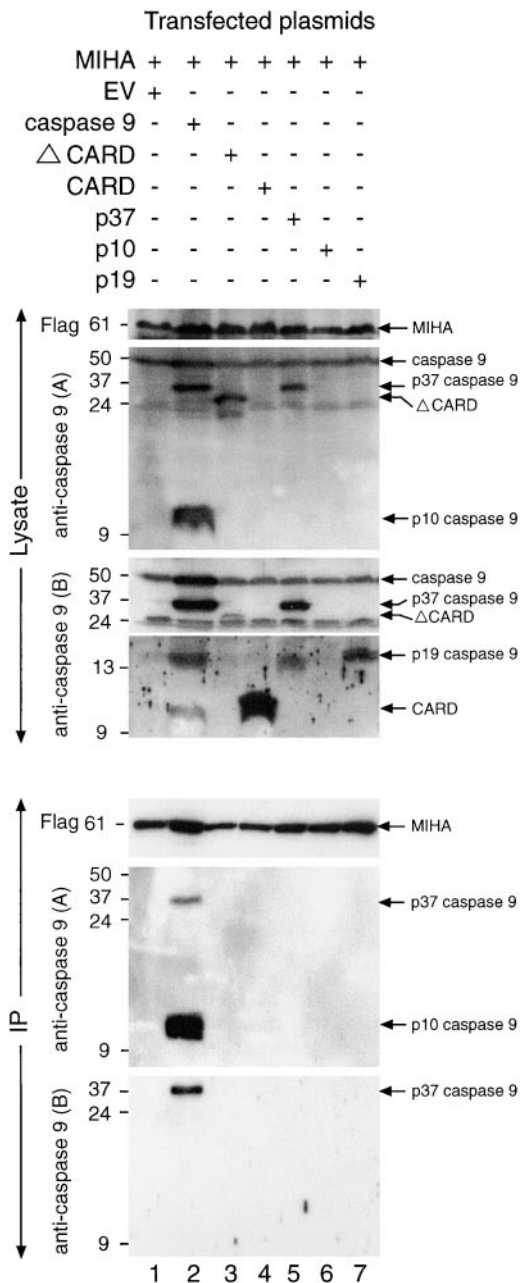 Transfected plasmids
MIHA + + + + + + +
EV + - - - - - -
caspase 9 - + - - - - -
△ CARD - - + - - - -
CARD - - - + - - -
p37 - - - - + - -
p10 - - - - - + -
p19 - - - - - - +
Lysate
Flag 61 - MIHA
anti-caspase 9 (A)
50 - caspase 9
37 - p37 caspase 9
24 - △CARD
p10 caspase 9
9 -
anti-caspase 9 (B)
50 - caspase 9
37 - p37 caspase 9
24 - △CARD
anti-caspase 9 (B)
p19 caspase 9
13 -
CARD
9 -
IP
Flag 61 - MIHA
anti-caspase 9 (A)
50 -
37 - p37 caspase 9
24 -
p10 caspase 9
9 -
anti-caspase 9 (B)
37 - p37 caspase 9
24 -
9 -
1 2 3 4 5 6 7